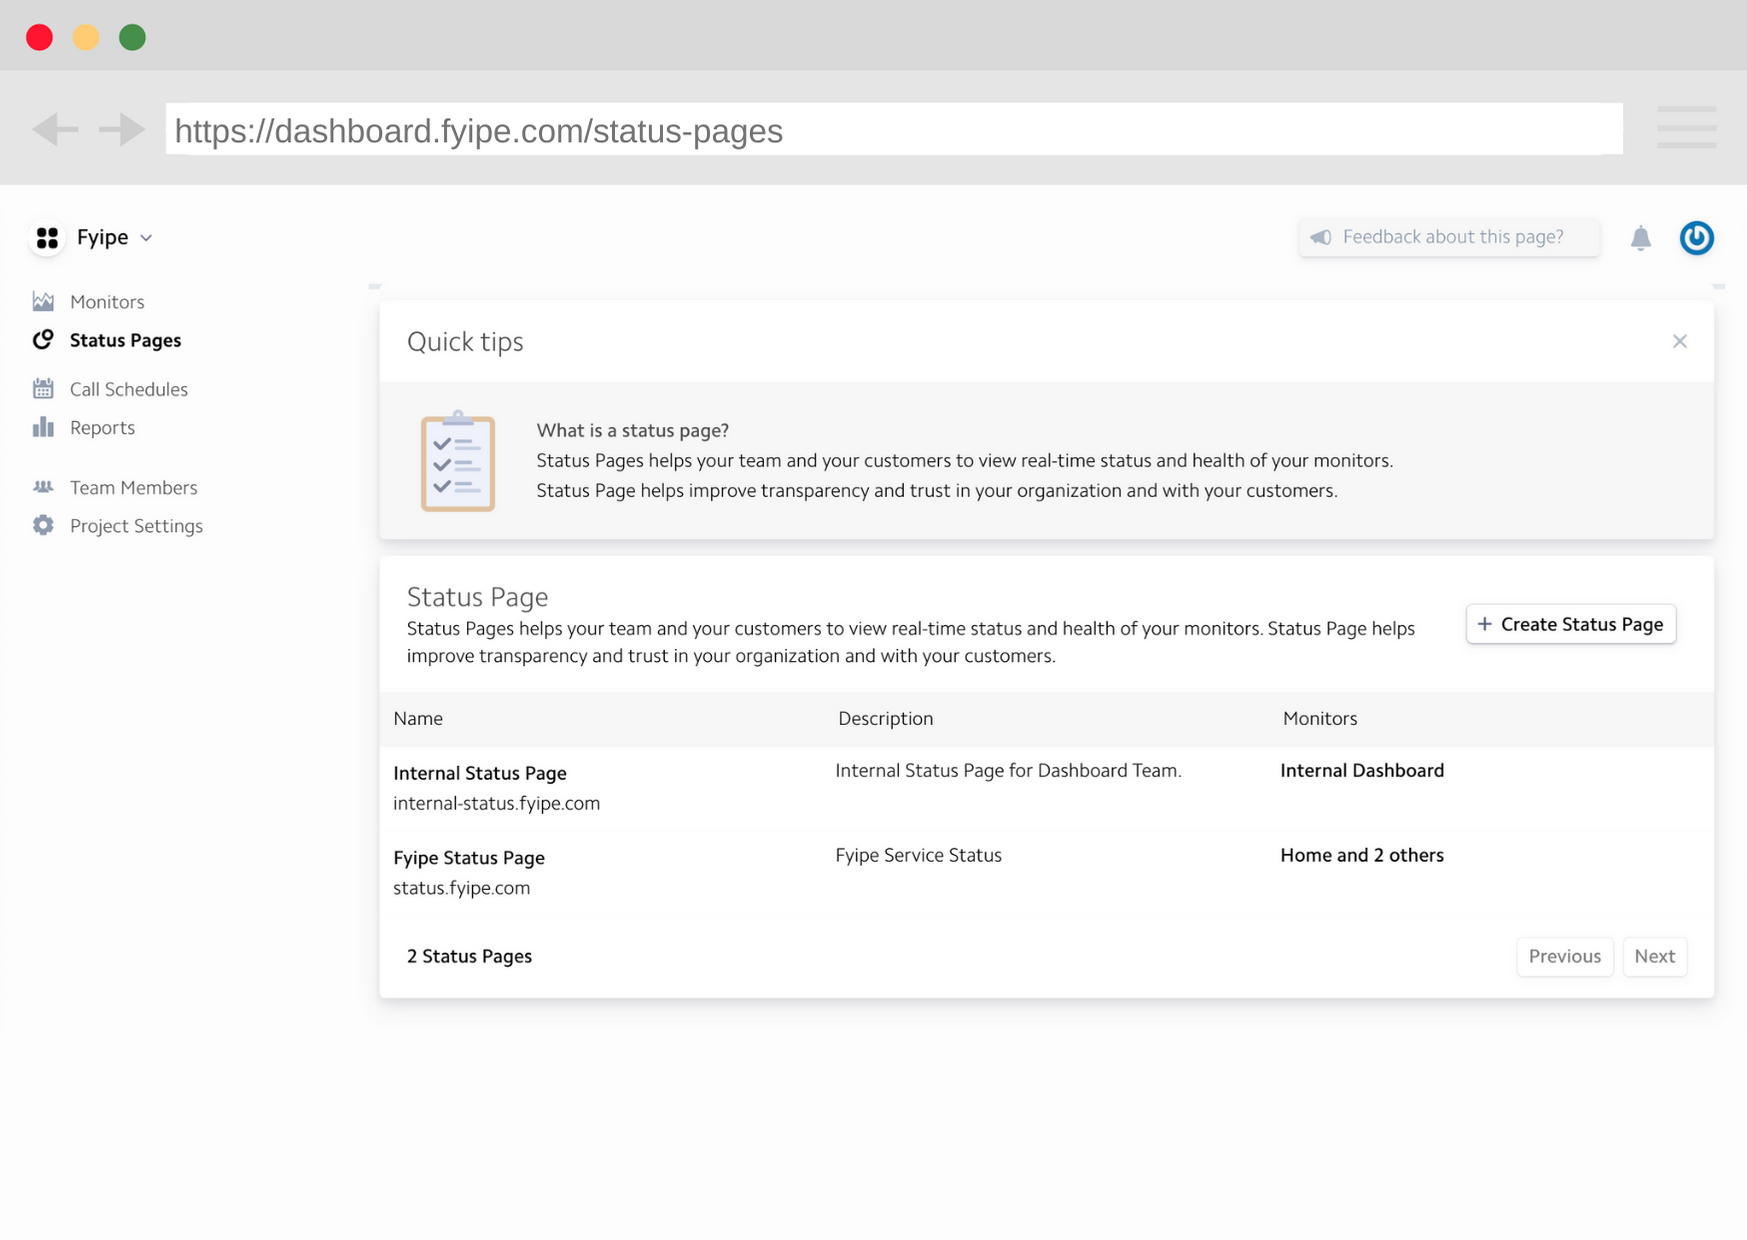 https://dashboard.fyipe.com/status-pages
Fyipe
Feedback about this page?
Monitors
Status Pages
Call Schedules
Reports
Team Members
Project Settings
Quick tips
What is a status page?
Status Pages helps your team and your customers to view real-time status and health of your monitors.
Status Page helps improve transparency and trust in your organization and with your customers.
Status Page
Status Pages helps your team and your customers to view real-time status and health of your monitors. Status Page helps
improve transparency and trust in your organization and with your customers.
+ Create Status Page
Name Description Monitors
Internal Status Page Internal Status Page for Dashboard Team. Internal Dashboard
internal-status.fyipe.com
Fyipe Status Page Fyipe Service Status Home and 2 others
status.fyipe.com
2 Status Pages Previous Next